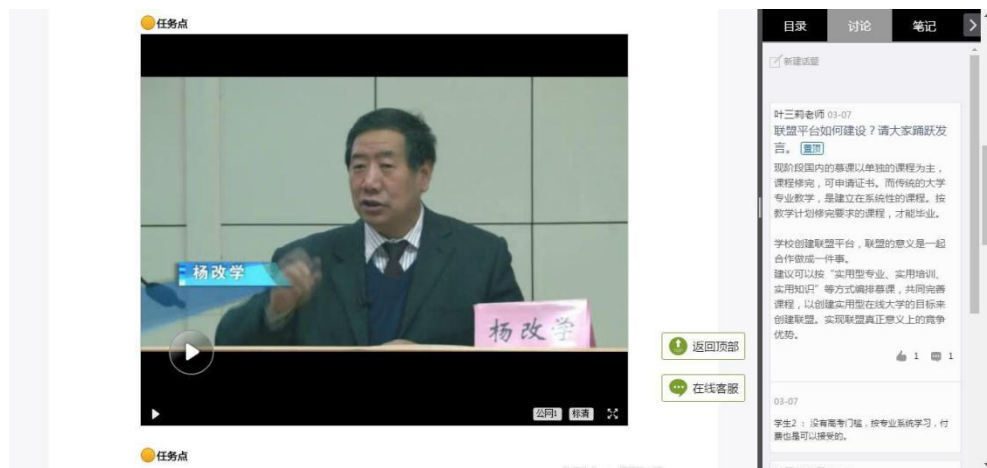 任务点
杨改学
杨改学
返回顶部
在线客服
公网1 标清
任务点
目录 讨论 笔记
新建话题
叶三莉老师 03-07
联盟平台如何建设？请大家踊跃发
言。 置顶
现阶段国内的慕课以单独的课程为主，
课程修完，可申请证书。而传统的大学
专业教学，是建立在系统性的课程。按
教学计划修完要求的课程，才能毕业。
学校创建联盟平台，联盟的意义是一起
合作做成一件事。
建议可以按“实用型专业、实用培训、
实用知识”等方式编排慕课，共同完善
课程，以创建实用型在线大学的目标来
创建联盟。实现联盟真正意义上的竞争
优势。
1 1
03-07
学生2 ：没有高考门槛，按专业系统学习，付
费也是可以接受的。